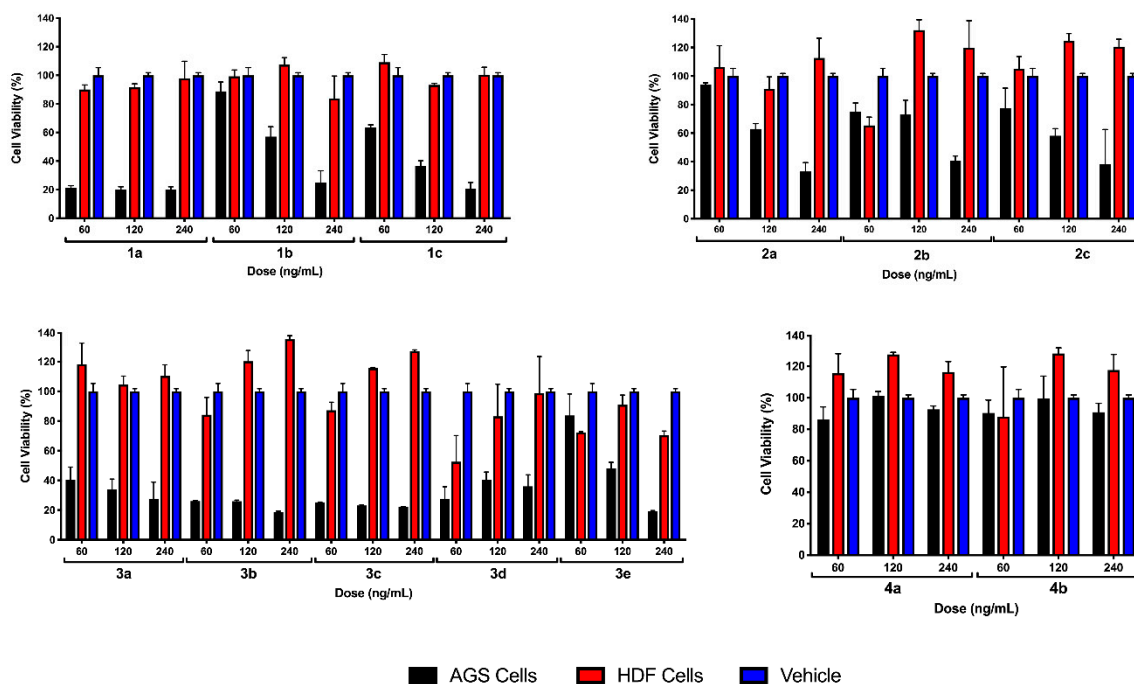 140
120
100
80
60
40
20
0
Cell Viability (%)
60 120 240 60 120 240 60 120 240
1a 1b 1c
Dose (ng/mL)
140
120
100
80
60
40
20
0
Cell Viability (%)
60 120 240 60 120 240 60 120 240
2a 2b 2c
Dose (ng/mL)
140
120
100
80
60
40
20
0
Cell Viability (%)
60 120 240 60 120 240 60 120 240 60 120 240 60 120 240
3a 3b 3c 3d 3e
Dose (ng/mL)
140
120
100
80
60
40
20
0
Cell Viability (%)
60 120 240 60 120 240
4a 4b
Dose (ng/mL)
AGS Cells HDF Cells Vehicle